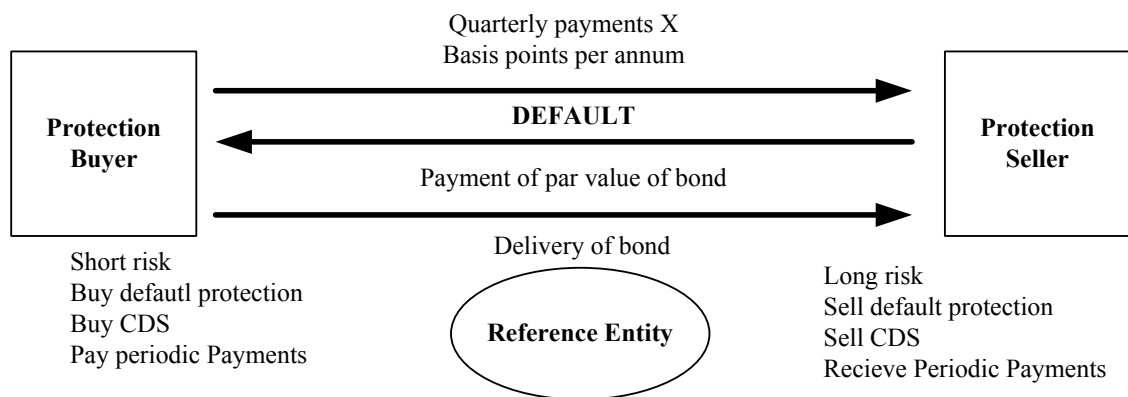 Quarterly payments X
Basis points per annum
DEFAULT
Protection
Buyer
Protection
Seller
Payment of par value of bond
Delivery of bond
Short risk
Buy defautl protection
Buy CDS
Pay periodic Payments
Reference Entity
Long risk
Sell default protection
Sell CDS
Recieve Periodic Payments